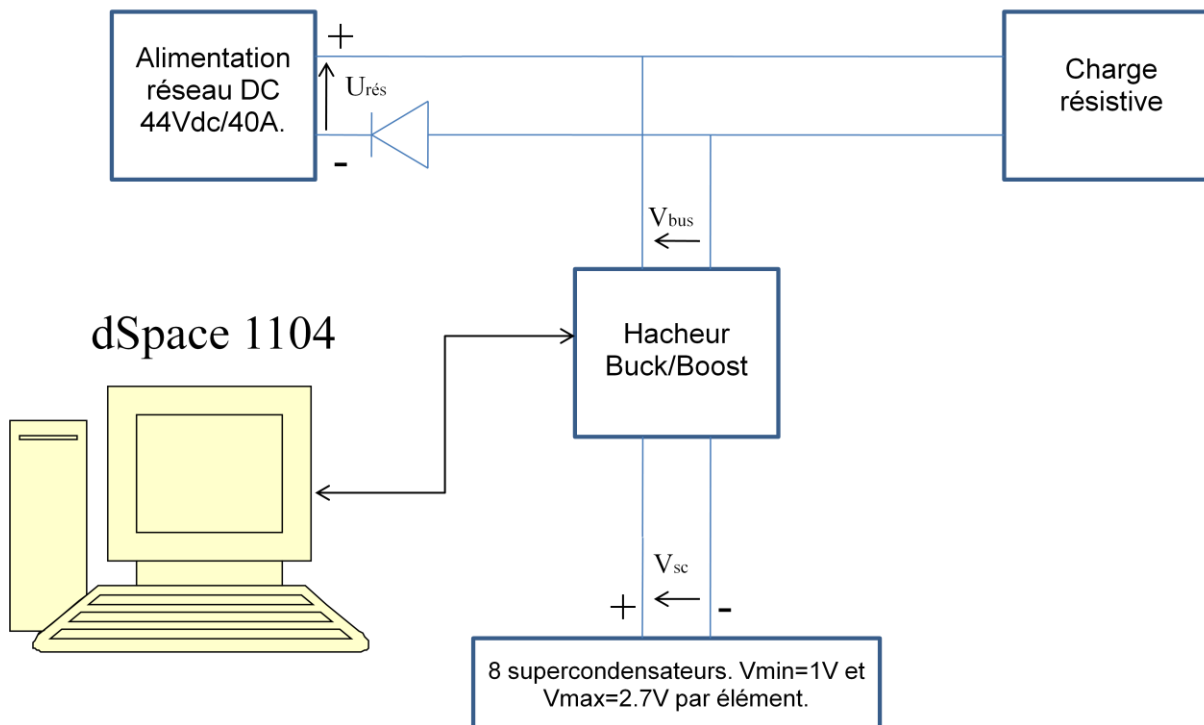 Alimentation
réseau DC
44Vdc/40A.
+
Urés
-
Charge
résistive
Vbus
dSpace 1104
Hacheur
Buck/Boost
Vsc
+
-
8 supercondensateurs. Vmin=1V et
Vmax=2.7V par élément.